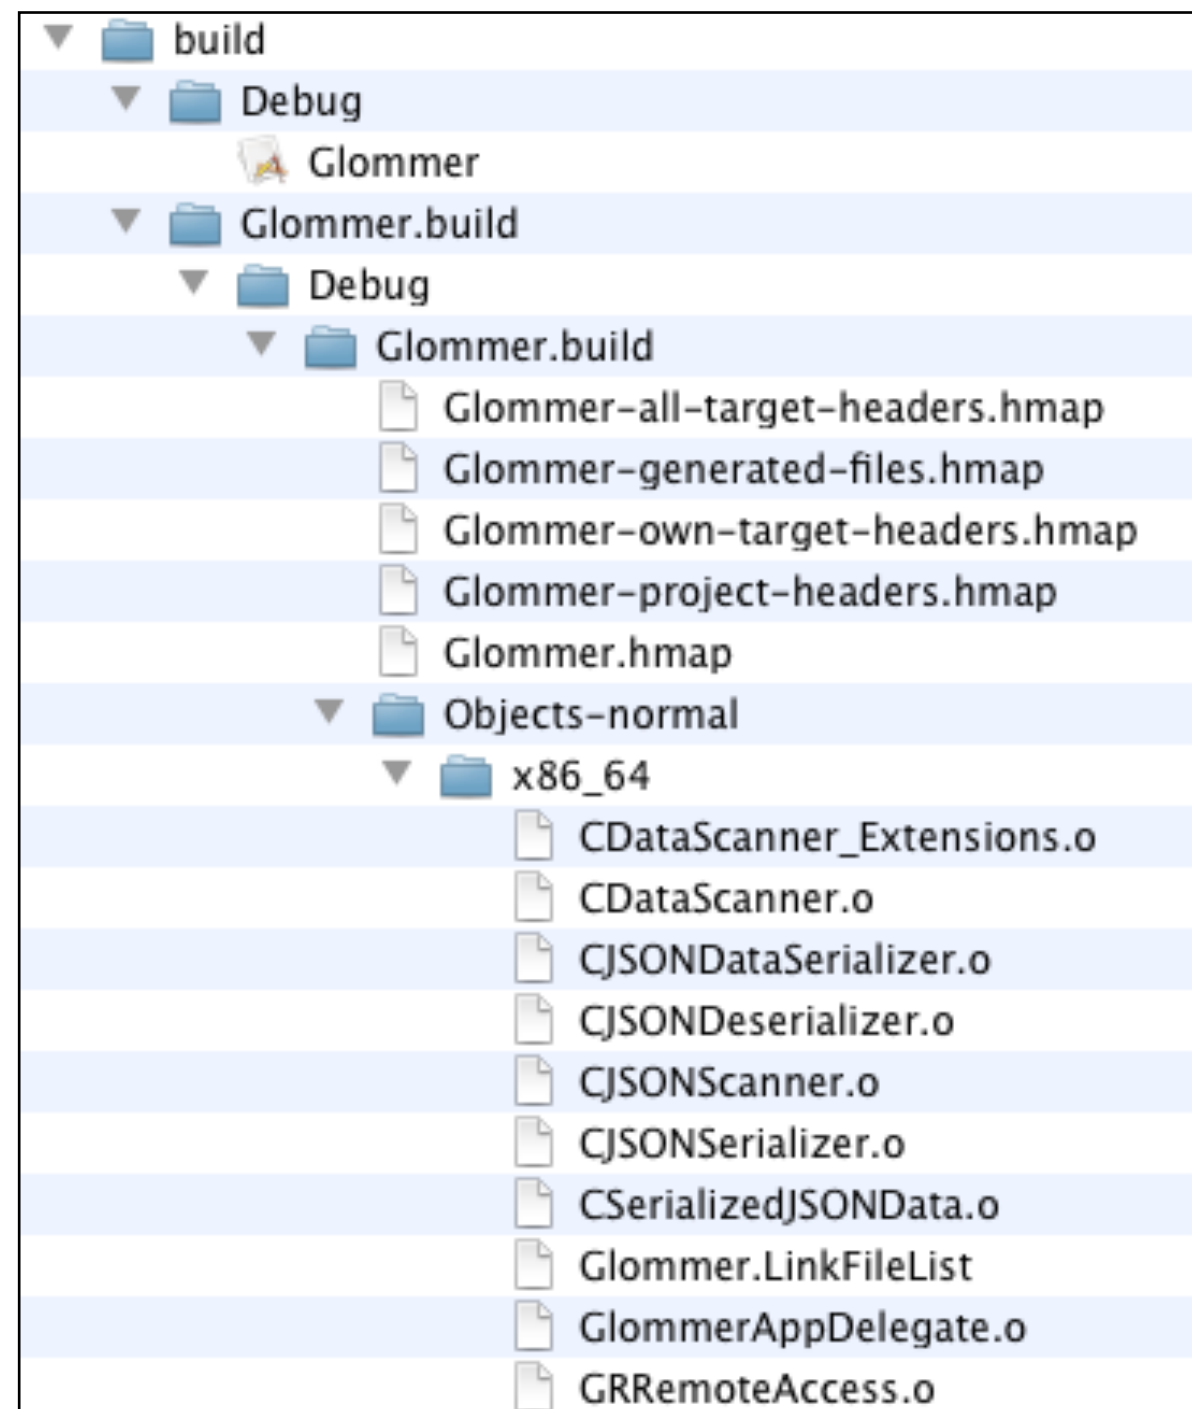 build
Debug
Glommer
Glommer.build
Debug
Glommer.build
Glommer-all-target-headers.hmap
Glommer-generated-files.hmap
Glommer-own-target-headers.hmap
Glommer-project-headers.hmap
Glommer.hmap
Objects-normal
x86_64
CDataScanner_Extensions.o
CDataScanner.o
CJSONDataSerializer.o
CJSONDeserializer.o
CJSONScanner.o
CJSONSerializer.o
CSerializedJSONData.o
Glommer.LinkFileList
GlommerAppDelegate.o
GRRemoteAccess.o